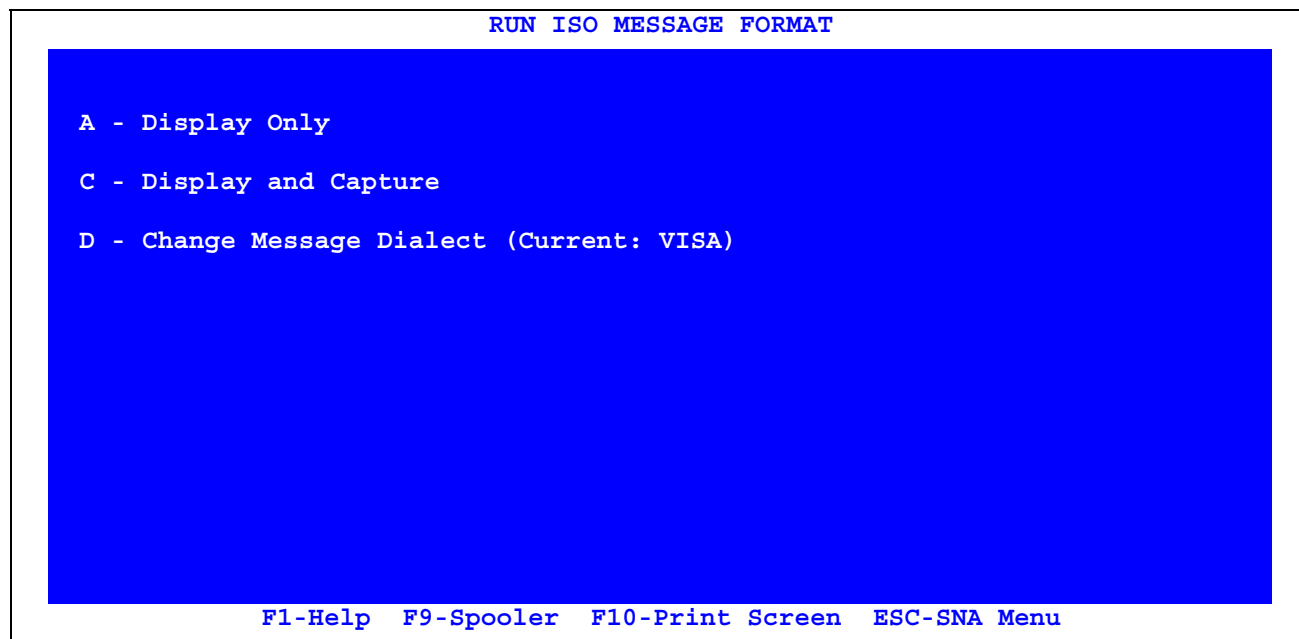 RUN ISO MESSAGE FORMAT
A - Display Only
C - Display and Capture
D - Change Message Dialect (Current: VISA)
F1-Help F9-Spooler F10-Print Screen ESC-SNA Menu